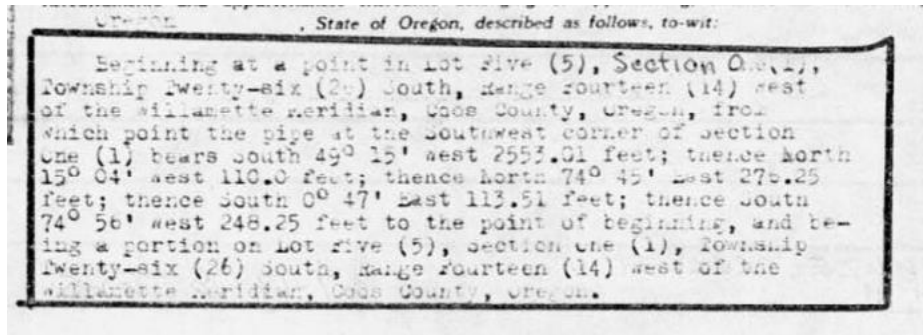 Oregon , State of Oregon, described as follows, to-wit:
Beginning at a point in Lot Five (5), Section One (1),
Township Twenty-six (26) South, Range Fourteen (14) West
of the Willamette Meridian, Coos County, Oregon, from
which point the pipe at the Southwest corner of Section
One (1) bears South 49° 15' West 2553.01 feet; thence North
15° 04' West 110.0 feet; thence North 74° 45' East 276.25
feet; thence South 0° 47' East 113.51 feet; thence South
74° 56' West 248.25 feet to the point of beginning, and be-
ing a portion on Lot Five (5), Section One (1), Township
Twenty-six (26) South, Range Fourteen (14) West of the
Willamette Meridian, Coos County, Oregon.